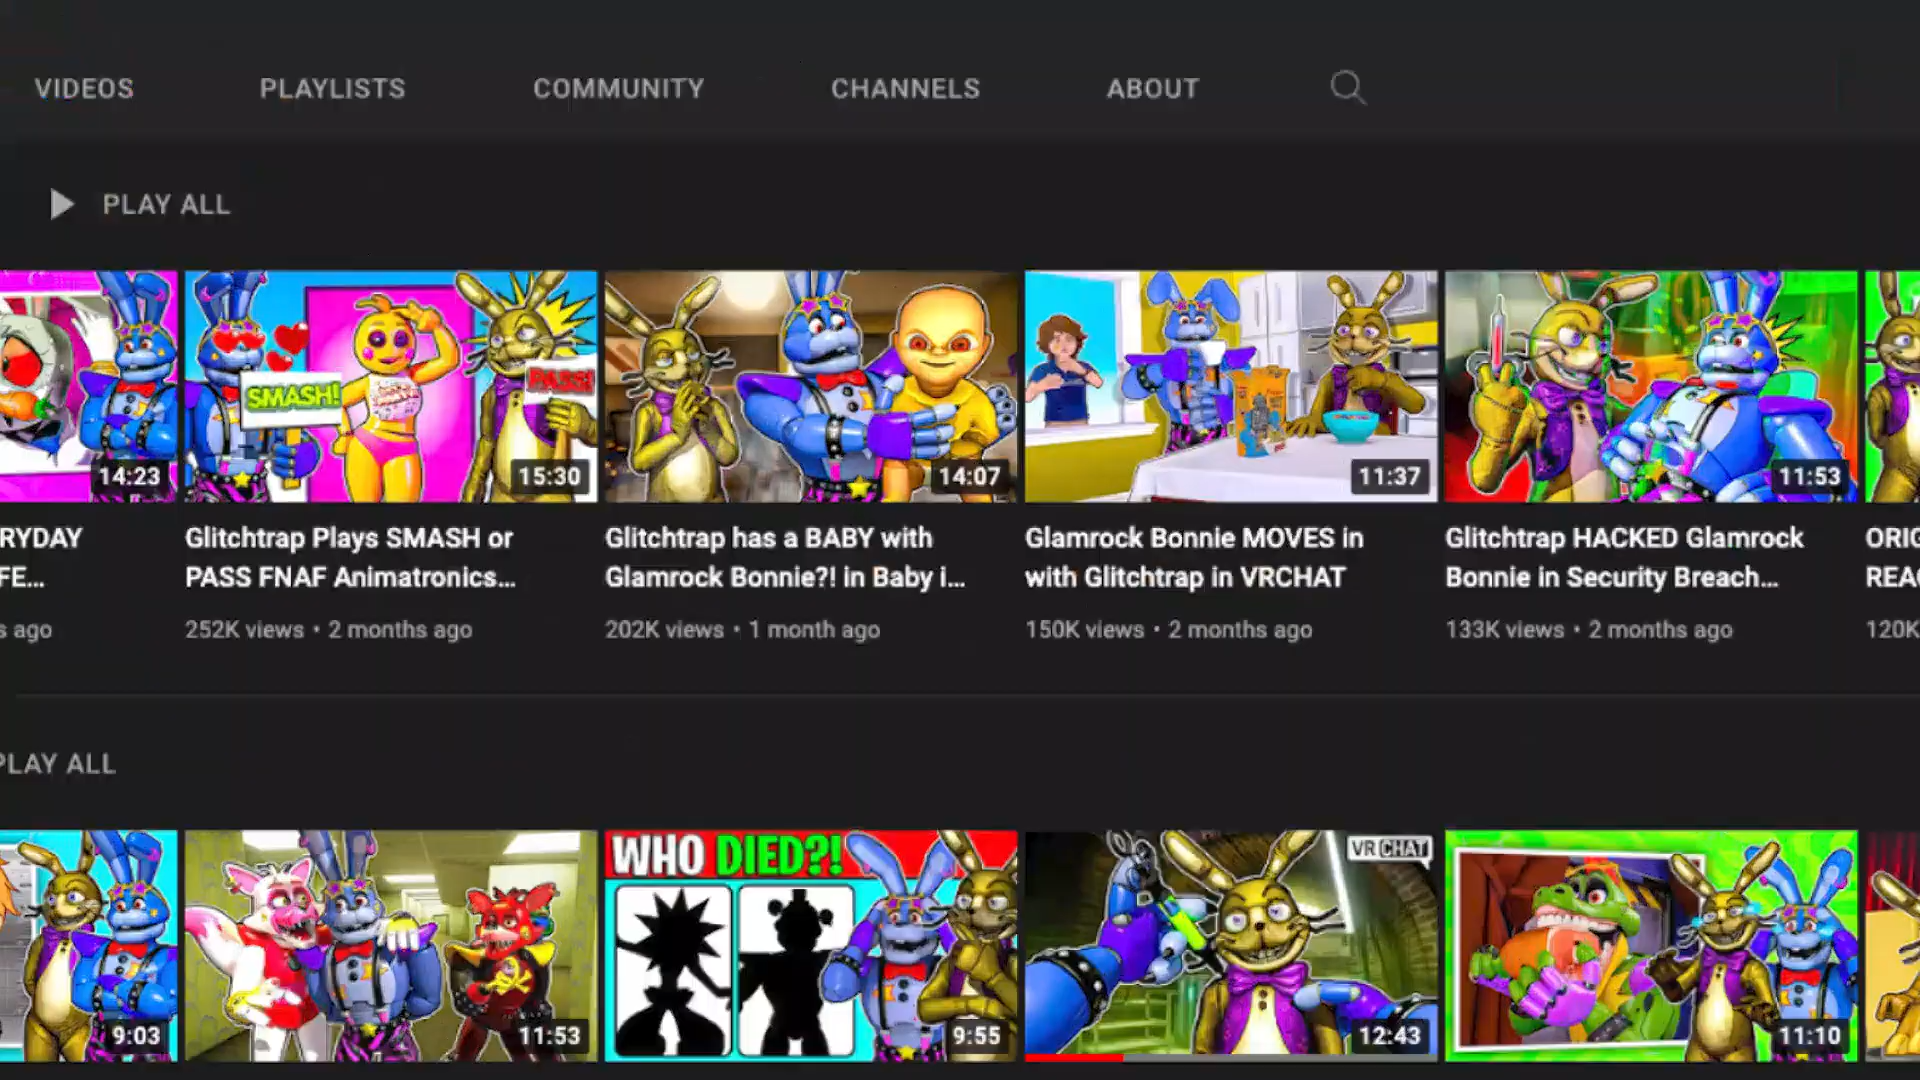 VIDEOS PLAYLISTS COMMUNITY CHANNELS ABOUT
PLAY ALL
SMASH!
PASS!
14:23
15:30
14:07
11:37
11:53
RYDAY
FE...
Glitchtrap Plays SMASH or
PASS FNAF Animatronics...
Glitchtrap has a BABY with
Glamrock Bonnie?! in Baby i...
Glamrock Bonnie MOVES in
with Glitchtrap in VRCHAT
Glitchtrap HACKED Glamrock
Bonnie in Security Breach...
ORIG
REA
s ago
252K views • 2 months ago
202K views • 1 month ago
150K views • 2 months ago
133K views • 2 months ago
120K
PLAY ALL
WHO DIED?!
VRCHAT
9:03
11:53
9:55
12:43
11:10